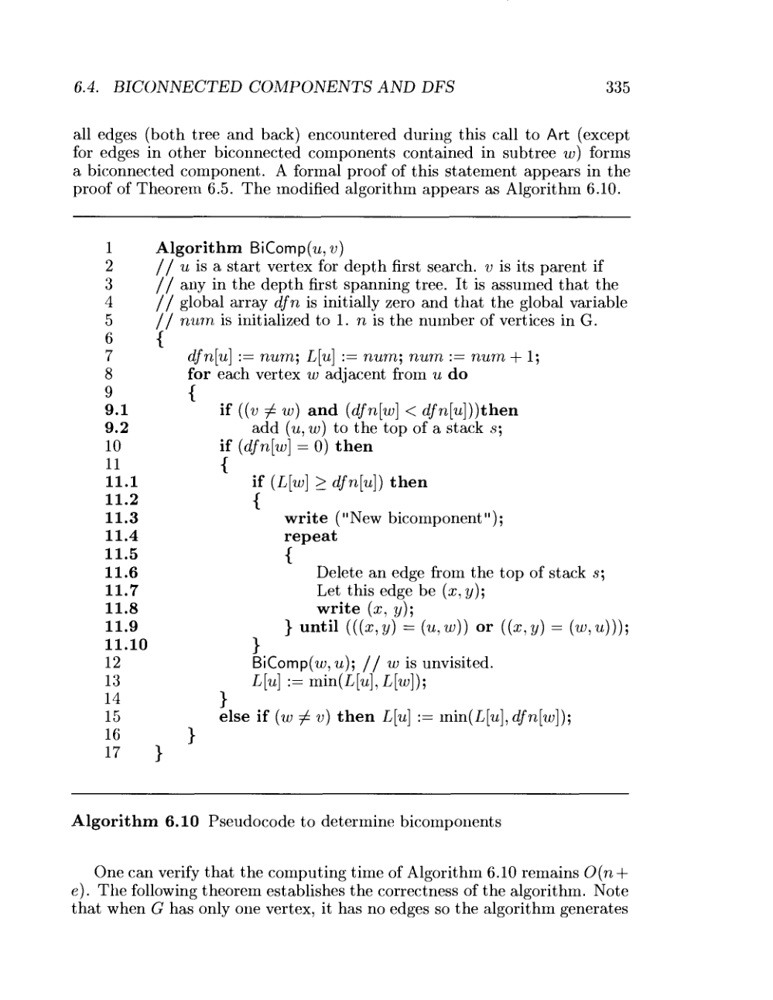 6.4. BICONNECTED COMPONENTS AND DFS 335
all edges (both tree and back) encountered during this call to Art (except
for edges in other biconnected components contained in subtree w) forms
a biconnected component. A formal proof of this statement appears in the
proof of Theorem 6.5. The modified algorithm appears as Algorithm 6.10.
1 Algorithm BiComp(u, v)
2 // u is a start vertex for depth first search. v is its parent if
3 // any in the depth first spanning tree. It is assumed that the
4 // global array dfn is initially zero and that the global variable
5 // num is initialized to 1. n is the number of vertices in G.
6 {
7 dfn[u] := num; L[u] := num; num := num + 1;
8 for each vertex w adjacent from u do
9 {
9.1 if ((v ≠ w) and (dfn[w] < dfn[u]))then
9.2 add (u, w) to the top of a stack s;
10 if (dfn[w] = 0) then
11 {
11.1 if (L[w] ≥ dfn[u]) then
11.2 {
11.3 write ("New bicomponent");
11.4 repeat
11.5 {
11.6 Delete an edge from the top of stack s;
11.7 Let this edge be (x, y);
11.8 write (x, y);
11.9 } until (((x, y) = (u, w)) or ((x, y) = (w, u)));
11.10 }
12 BiComp(w, u); // w is unvisited.
13 L[u] := min(L[u], L[w]);
14 }
15 else if (w ≠ v) then L[u] := min(L[u], dfn[w]);
16 }
17 }
Algorithm 6.10 Pseudocode to determine bicomponents
One can verify that the computing time of Algorithm 6.10 remains O(n +
e). The following theorem establishes the correctness of the algorithm. Note
that when G has only one vertex, it has no edges so the algorithm generates